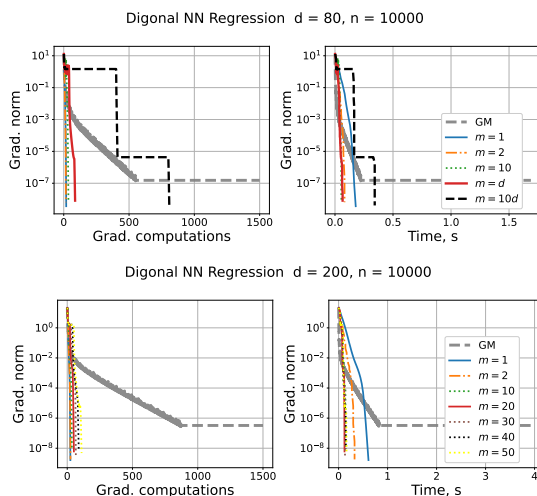 Digonal NN Regression d = 80, n = 10000
Grad. norm
10^1
10^−1
10^−3
10^−5
10^−7
0 500 1000 1500
Grad. computations
Grad. norm
10^1
10^−1
10^−3
10^−5
10^−7
0.0 0.5 1.0 1.5
Time, s
GM
m = 1
m = 2
m = 10
m = d
m = 10d
Digonal NN Regression d = 200, n = 10000
Grad. norm
10^0
10^−2
10^−4
10^−6
10^−8
0 500 1000 1500
Grad. computations
Grad. norm
10^0
10^−2
10^−4
10^−6
10^−8
0 1 2 3 4
Time, s
GM
m = 1
m = 2
m = 10
m = 20
m = 30
m = 40
m = 50